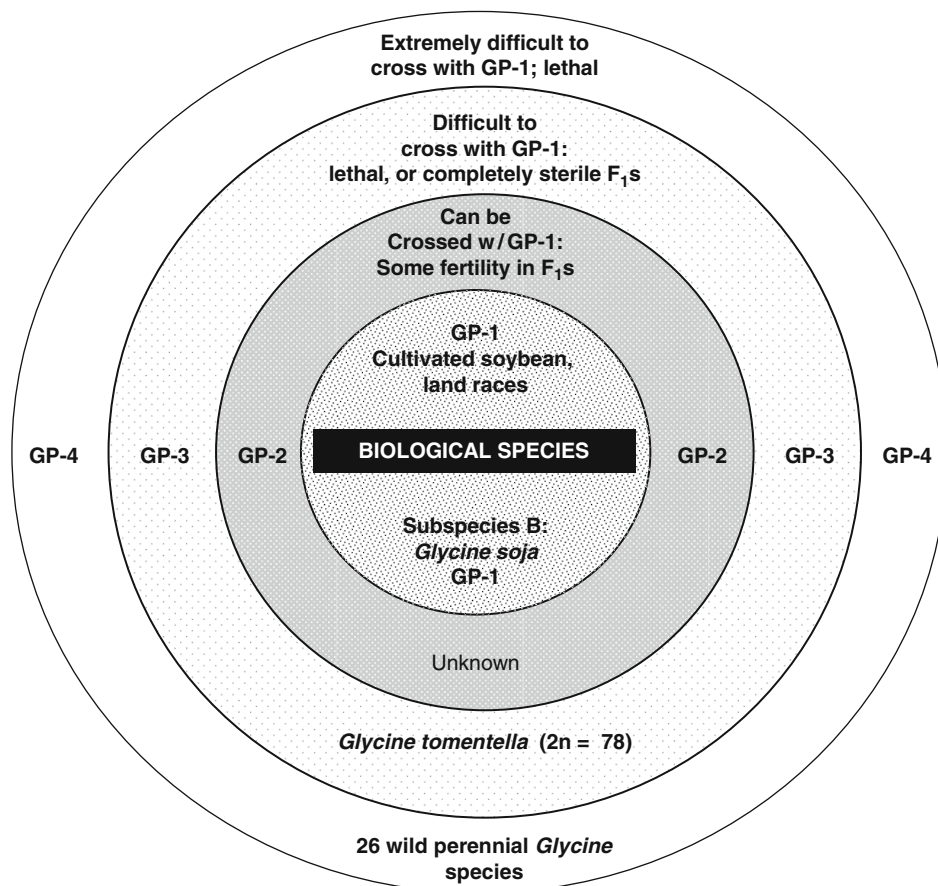 Extremely difficult to
cross with GP-1; lethal
Difficult to
cross with GP-1:
lethal, or completely sterile F₁s
Can be
Crossed w/GP-1:
Some fertility in F₁s
GP-1
Cultivated soybean,
land races
GP-4 GP-3 GP-2 BIOLOGICAL SPECIES GP-2 GP-3 GP-4
Subspecies B:
Glycine soja
GP-1
Unknown
Glycine tomentella (2n = 78)
26 wild perennial Glycine
species